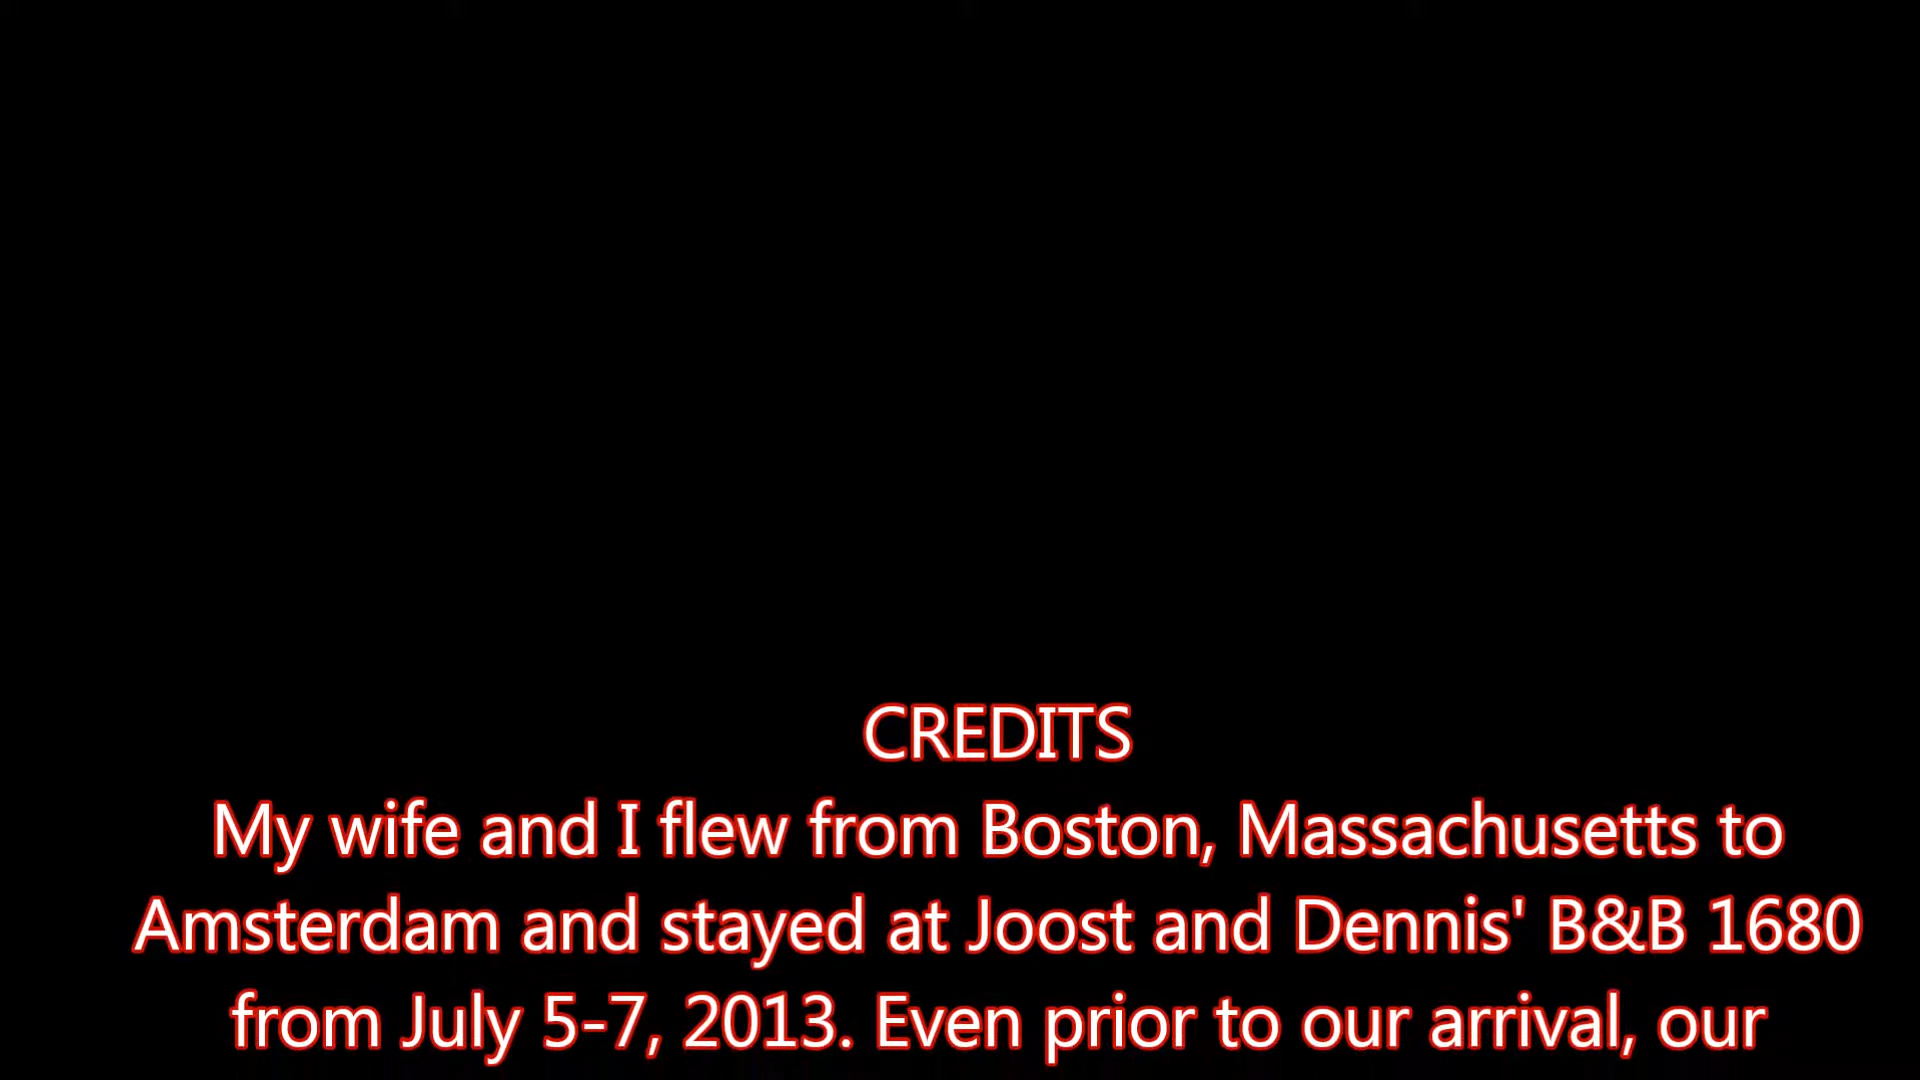 CREDITS
My wife and I flew from Boston, Massachusetts to
Amsterdam and stayed at Joost and Dennis' B&B 1680
from July 5-7, 2013. Even prior to our arrival, our